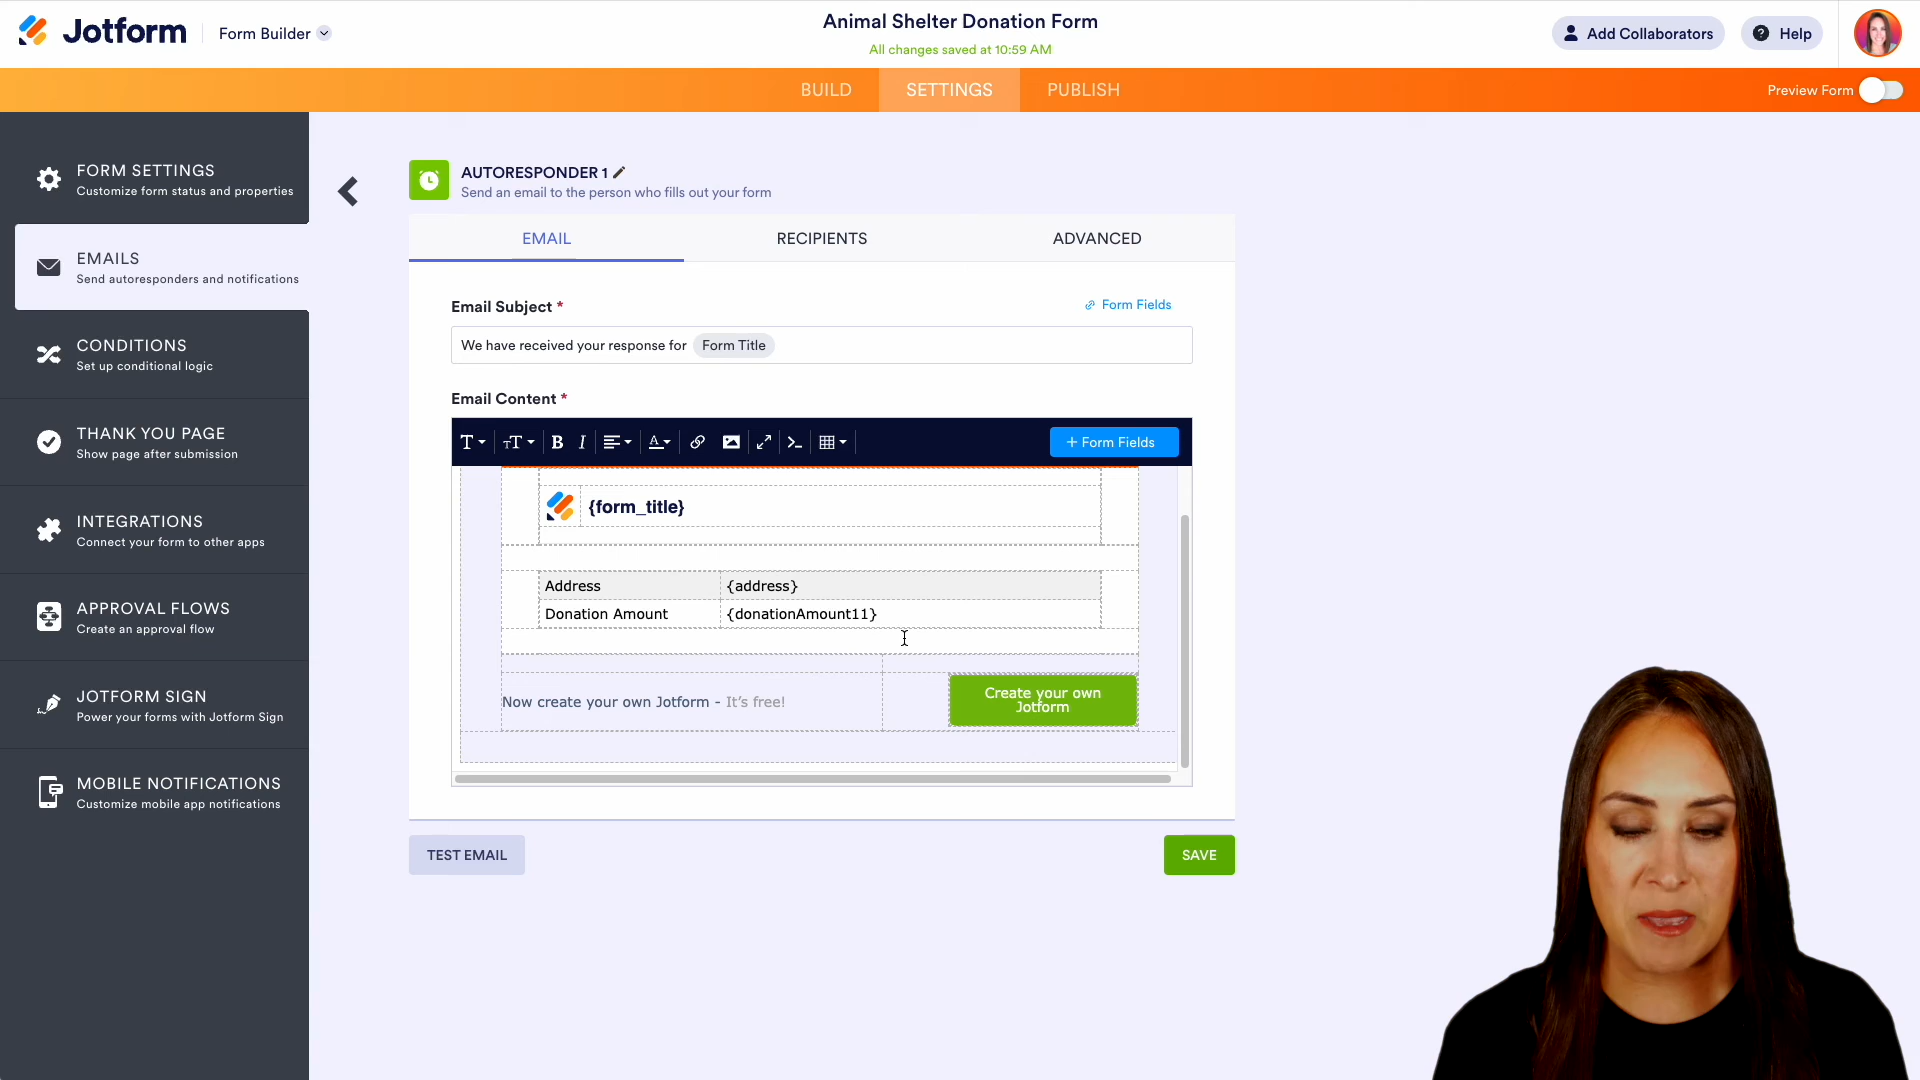 Jotform
Form Builder
Animal Shelter Donation Form
All changes saved at 10:59 AM
Add Collaborators
Help
BUILD
SETTINGS
PUBLISH
Preview Form
FORM SETTINGS
Customize form status and properties
EMAILS
Send autoresponders and notifications
CONDITIONS
Set up conditional logic
THANK YOU PAGE
Show page after submission
INTEGRATIONS
Connect your form to other apps
APPROVAL FLOWS
Create an approval flow
JOTFORM SIGN
Power your forms with Jotform Sign
MOBILE NOTIFICATIONS
Customize mobile app notifications
AUTORESPONDER 1
Send an email to the person who fills out your form
EMAIL
RECIPIENTS
ADVANCED
Email Subject *
Form Fields
We have received your response for Form Title
Email Content *
+ Form Fields
{form_title}
Address {address}
Donation Amount {donationAmount11}
Now create your own Jotform - It's free!
Create your own
Jotform
TEST EMAIL
SAVE